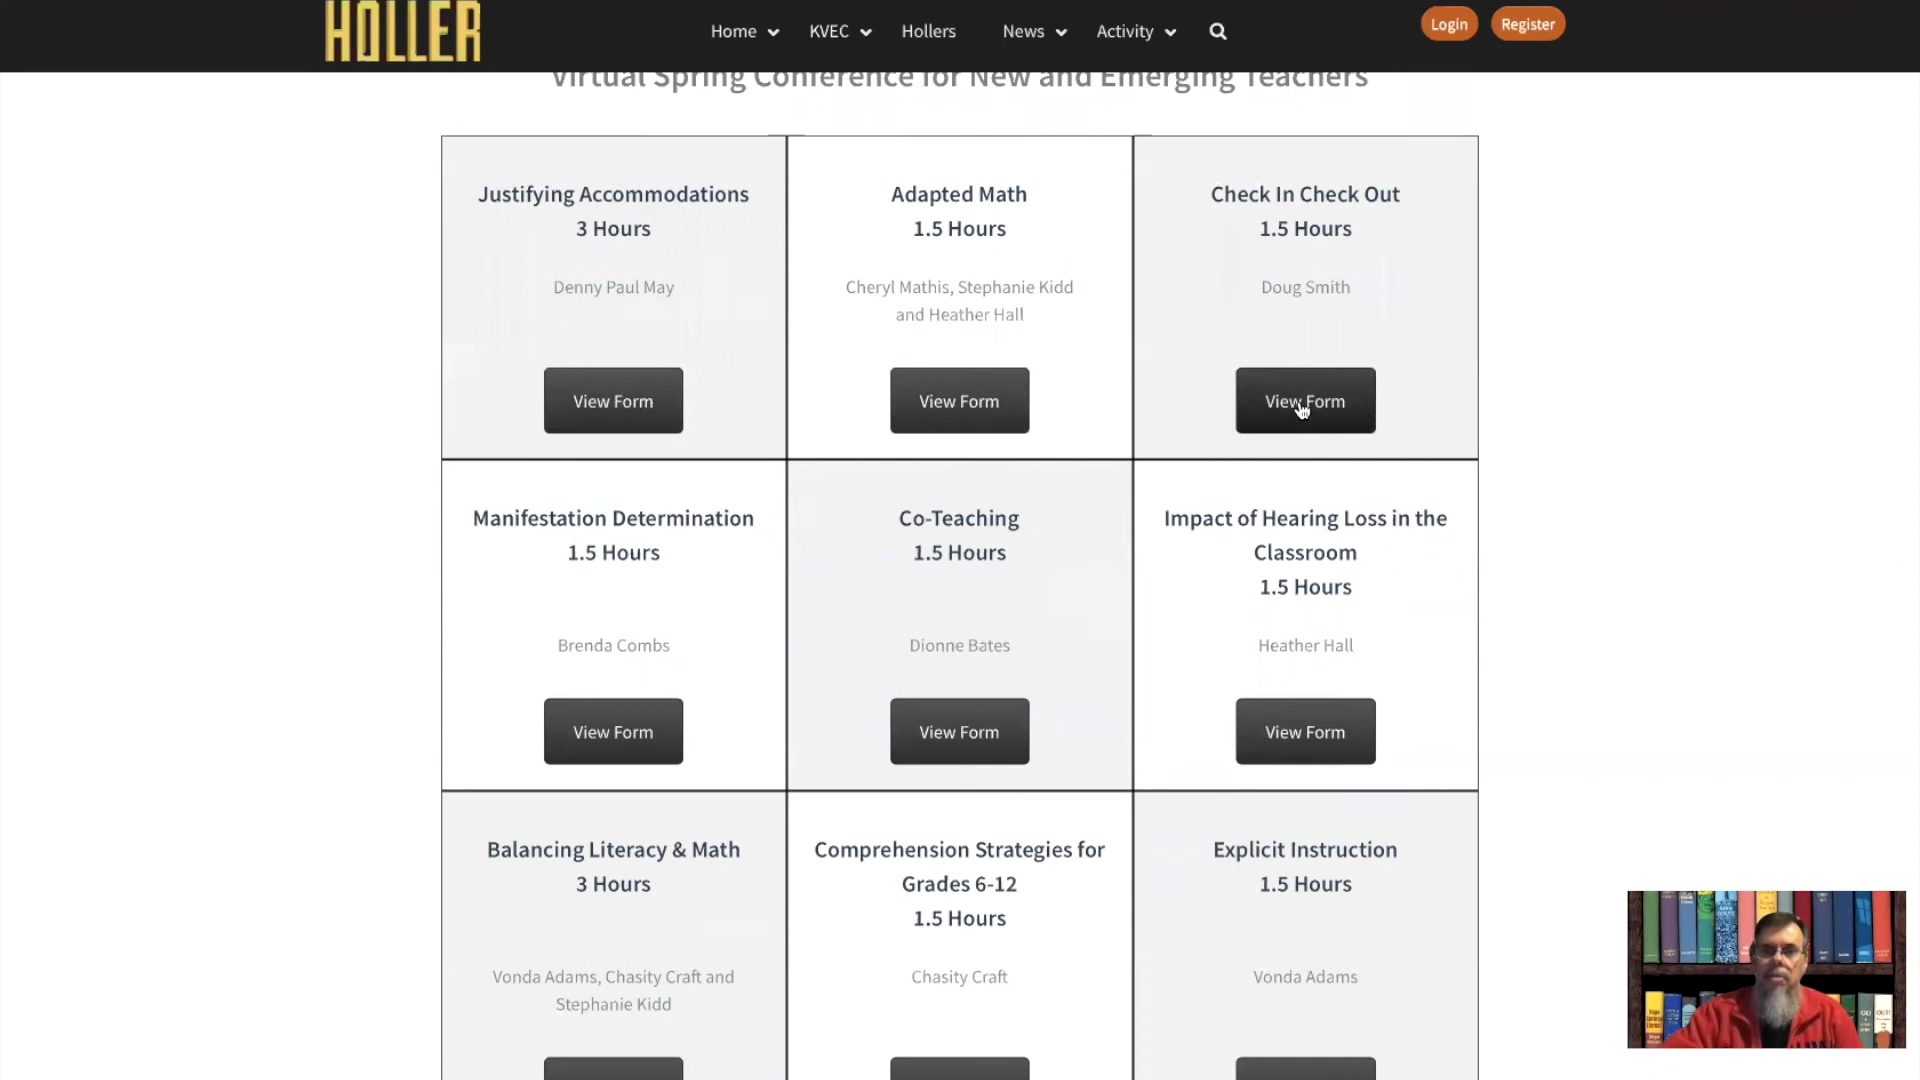 HOLLER
Home
KVEC
Hollers
News
Activity
Login
Register
Virtual Spring Conference for New and Emerging Teachers
Justifying Accommodations
3 Hours
Denny Paul May
View Form
Adapted Math
1.5 Hours
Cheryl Mathis, Stephanie Kidd
and Heather Hall
View Form
Check In Check Out
1.5 Hours
Doug Smith
View Form
Manifestation Determination
1.5 Hours
Brenda Combs
View Form
Co-Teaching
1.5 Hours
Dionne Bates
View Form
Impact of Hearing Loss in the
Classroom
1.5 Hours
Heather Hall
View Form
Balancing Literacy & Math
3 Hours
Vonda Adams, Chasity Craft and
Stephanie Kidd
Comprehension Strategies for
Grades 6-12
1.5 Hours
Chasity Craft
Explicit Instruction
1.5 Hours
Vonda Adams